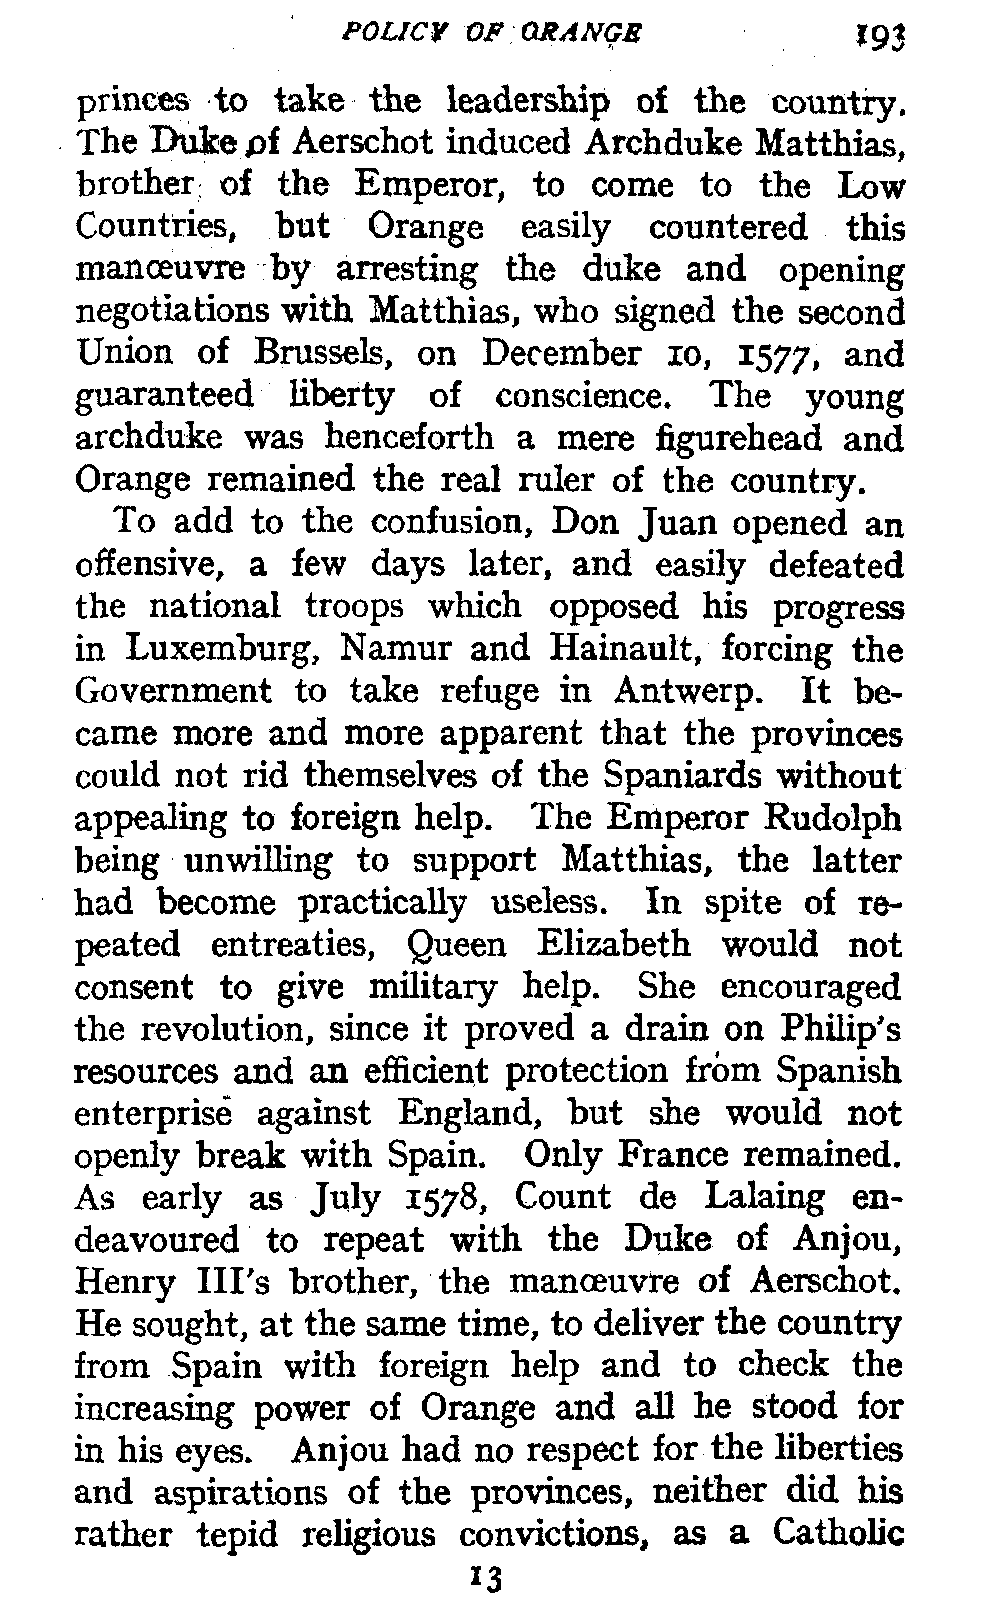 POLICY OF ORANGE 193
princes to take the leadership of the country.
The Duke of Aerschot induced Archduke Matthias,
brother of the Emperor, to come to the Low
Countries, but Orange easily countered this
manœuvre by arresting the duke and opening
negotiations with Matthias, who signed the second
Union of Brussels, on December 10, 1577, and
guaranteed liberty of conscience. The young
archduke was henceforth a mere figurehead and
Orange remained the real ruler of the country.
To add to the confusion, Don Juan opened an
offensive, a few days later, and easily defeated
the national troops which opposed his progress
in Luxemburg, Namur and Hainault, forcing the
Government to take refuge in Antwerp. It be-
came more and more apparent that the provinces
could not rid themselves of the Spaniards without
appealing to foreign help. The Emperor Rudolph
being unwilling to support Matthias, the latter
had become practically useless. In spite of re-
peated entreaties, Queen Elizabeth would not
consent to give military help. She encouraged
the revolution, since it proved a drain on Philip's
resources and an efficient protection from Spanish
enterprise against England, but she would not
openly break with Spain. Only France remained.
As early as July 1578, Count de Lalaing en-
deavoured to repeat with the Duke of Anjou,
Henry III's brother, the manœuvre of Aerschot.
He sought, at the same time, to deliver the country
from Spain with foreign help and to check the
increasing power of Orange and all he stood for
in his eyes. Anjou had no respect for the liberties
and aspirations of the provinces, neither did his
rather tepid religious convictions, as a Catholic
13